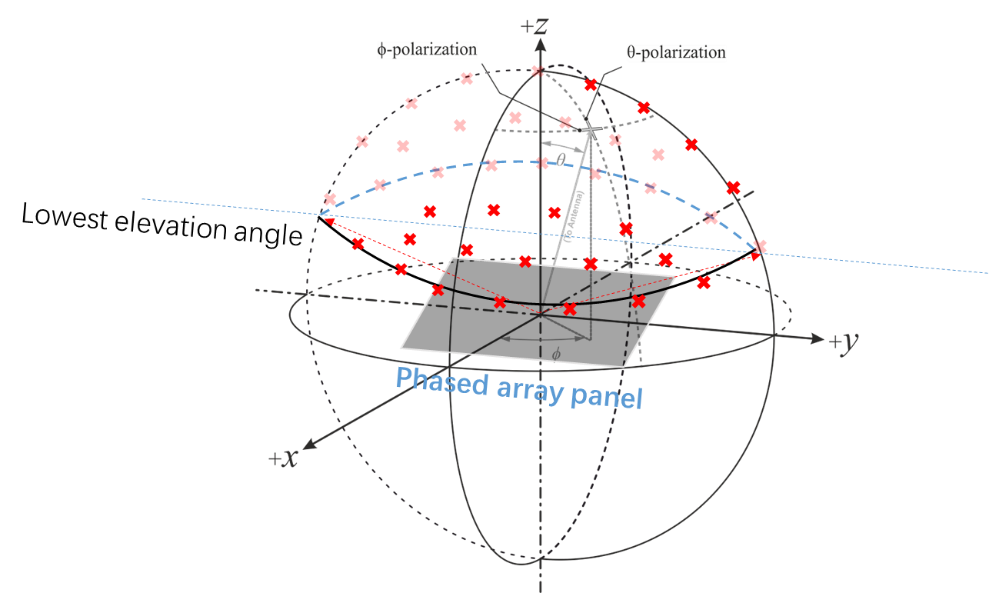 +z
ϕ-polarization
θ-polarization
θ
(to Antenna)
Lowest elevation angle
+y
ϕ
Phased array panel
+x